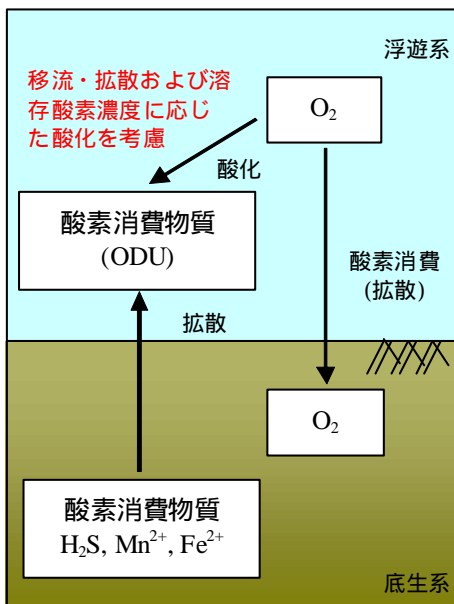 浮遊系
移流・拡散および溶
存酸素濃度に応じ
た酸化を考慮
O₂
酸化
酸素消費物質
(ODU)
酸素消費
(拡散)
拡散
O₂
酸素消費物質
H₂S, Mn²⁺, Fe²⁺
底生系